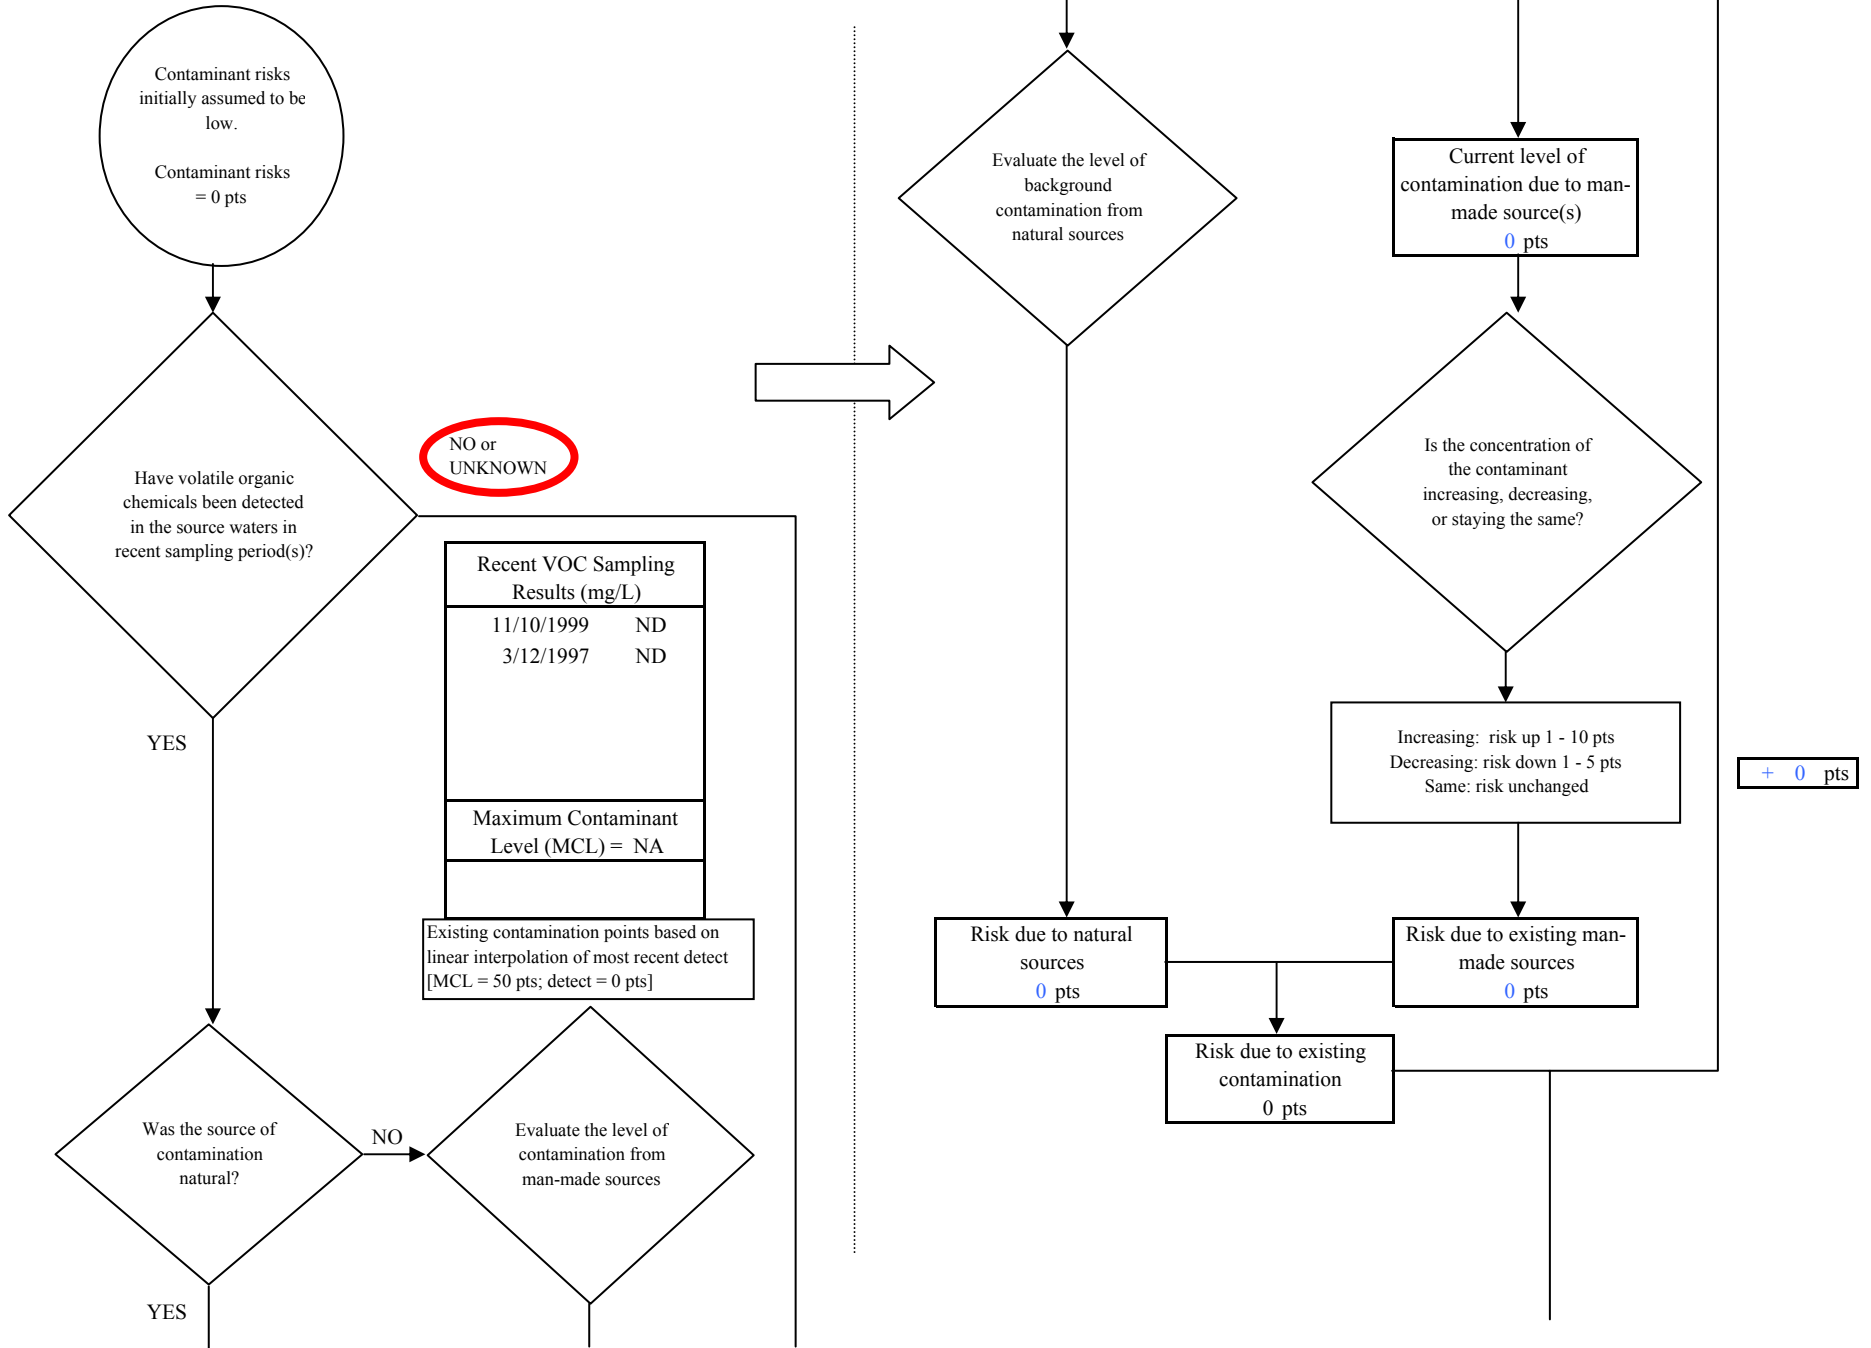 Contaminant risks
initially assumed to be
low.
Contaminant risks
= 0 pts
Have volatile organic
chemicals been detected
in the source waters in
recent sampling period(s)?
NO or
UNKNOWN
YES
Recent VOC Sampling
Results (mg/L)
11/10/1999 ND
3/12/1997 ND
Maximum Contaminant
Level (MCL) = NA
Existing contamination points based on
linear interpolation of most recent detect
[MCL = 50 pts; detect = 0 pts]
Was the source of
contamination
natural?
NO
Evaluate the level of
contamination from
man-made sources
YES
Evaluate the level of
background
contamination from
natural sources
Current level of
contamination due to man-
made source(s)
0 pts
Is the concentration of
the contaminant
increasing, decreasing,
or staying the same?
Increasing: risk up 1 - 10 pts
Decreasing: risk down 1 - 5 pts
Same: risk unchanged
+ 0 pts
Risk due to natural
sources
0 pts
Risk due to existing man-
made sources
0 pts
Risk due to existing
contamination
0 pts